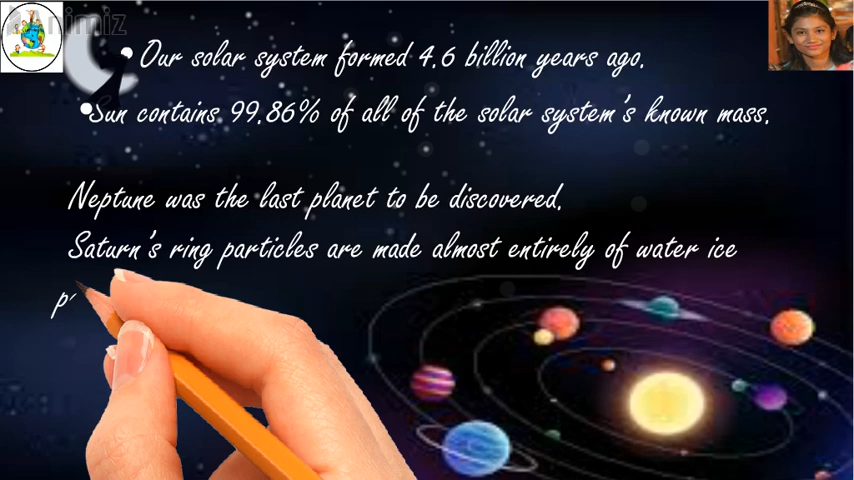 Animiz
• Our solar system formed 4.6 billion years ago.
• Sun contains 99.86% of all of the solar system's known mass.
Neptune was the last planet to be discovered.
Saturn's ring particles are made almost entirely of water ice